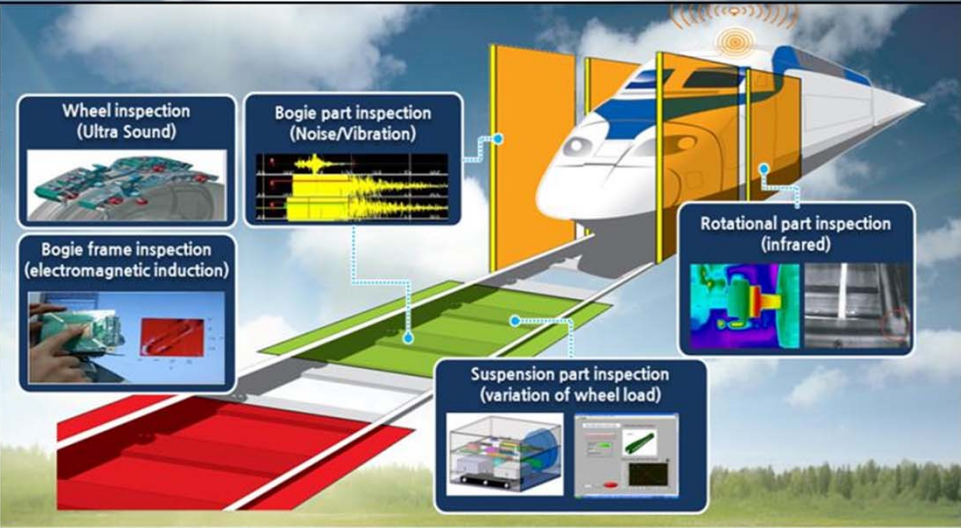 Wheel inspection
(Ultra Sound)
Bogie part inspection
(Noise/Vibration)
Bogie frame inspection
(electromagnetic induction)
Rotational part inspection
(infrared)
Suspension part inspection
(variation of wheel load)